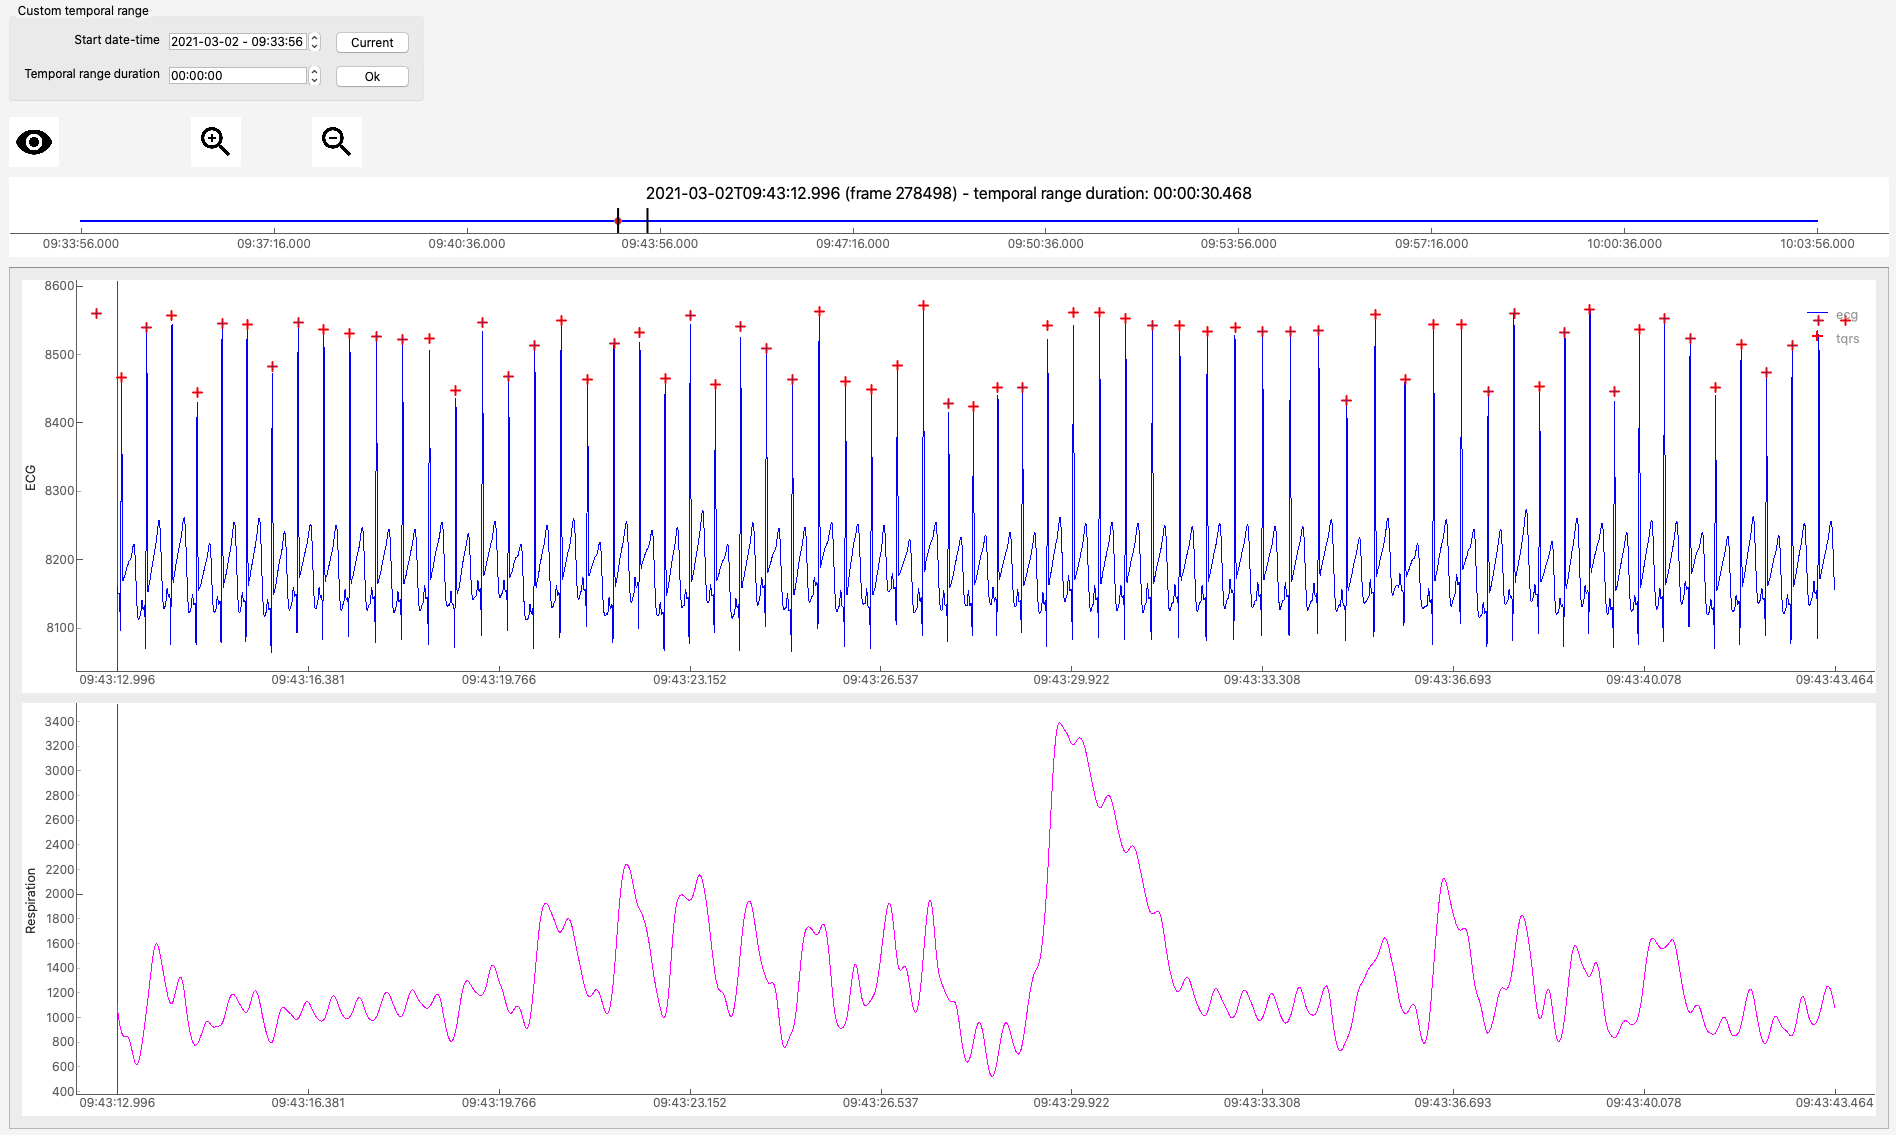 Custom temporal range
Start date-time 2021-03-02 - 09:33:56 Current
Temporal range duration 00:00:00 Ok
2021-03-02T09:43:12.996 (frame 278498) - temporal range duration: 00:00:30.468
09:33:56.000 09:37:16.000 09:40:36.000 09:43:56.000 09:47:16.000 09:50:36.000 09:53:56.000 09:57:16.000 10:00:36.000 10:03:56.000
8600
8500
8400
8300
8200
8100
ECG
ecg
tqrs
09:43:12.996 09:43:16.381 09:43:19.766 09:43:23.152 09:43:26.537 09:43:29.922 09:43:33.308 09:43:36.693 09:43:40.078 09:43:43.464
3400
3200
3000
2800
2600
2400
2200
2000
1800
1600
1400
1200
1000
800
600
400
Respiration
09:43:12.996 09:43:16.381 09:43:19.766 09:43:23.152 09:43:26.537 09:43:29.922 09:43:33.308 09:43:36.693 09:43:40.078 09:43:43.464